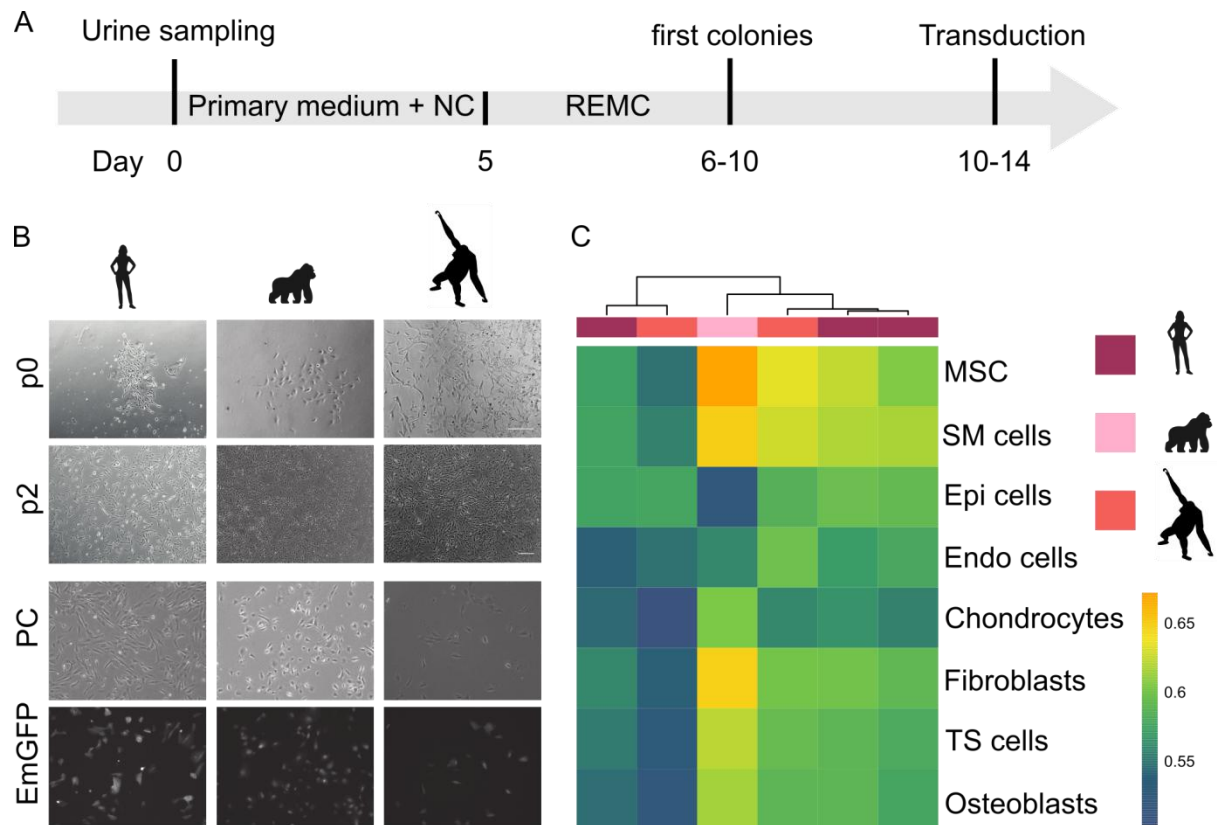 A
Urine sampling
first colonies
Transduction
Primary medium + NC
REMC
Day 0 5 6-10 10-14
B
p0
p2
PC
EmGFP
C
MSC
SM cells
Epi cells
Endo cells
Chondrocytes
Fibroblasts
TS cells
Osteoblasts
0.65
0.6
0.55